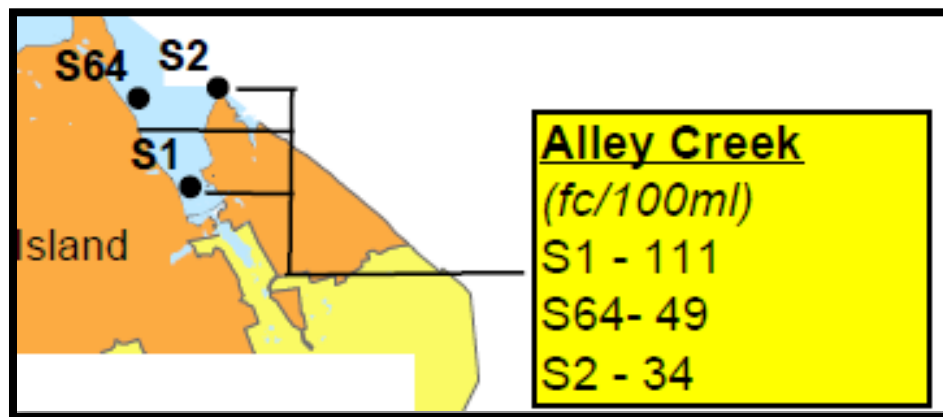 S64
S2
S1
Island
Alley Creek
(fc/100ml)
S1 - 111
S64- 49
S2 - 34